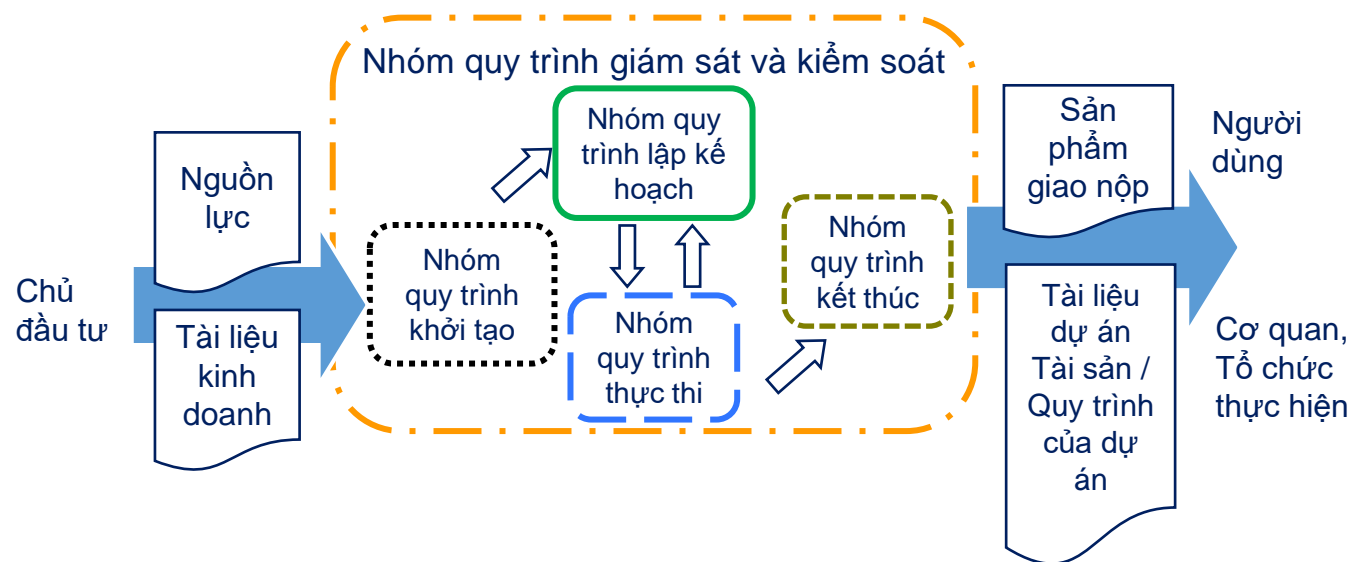 Nhóm quy trình giám sát và kiểm soát
Chủ
đầu tư
Nguồn
lực
Tài liệu
kinh
doanh
Nhóm
quy trình
khởi tạo
Nhóm quy
trình lập kế
hoạch
Nhóm
quy trình
thực thi
Nhóm
quy trình
kết thúc
Sản
phẩm
giao nộp
Tài liệu
dự án
Tài sản /
Quy trình
của dự
án
Người
dùng
Cơ quan,
Tổ chức
thực hiện